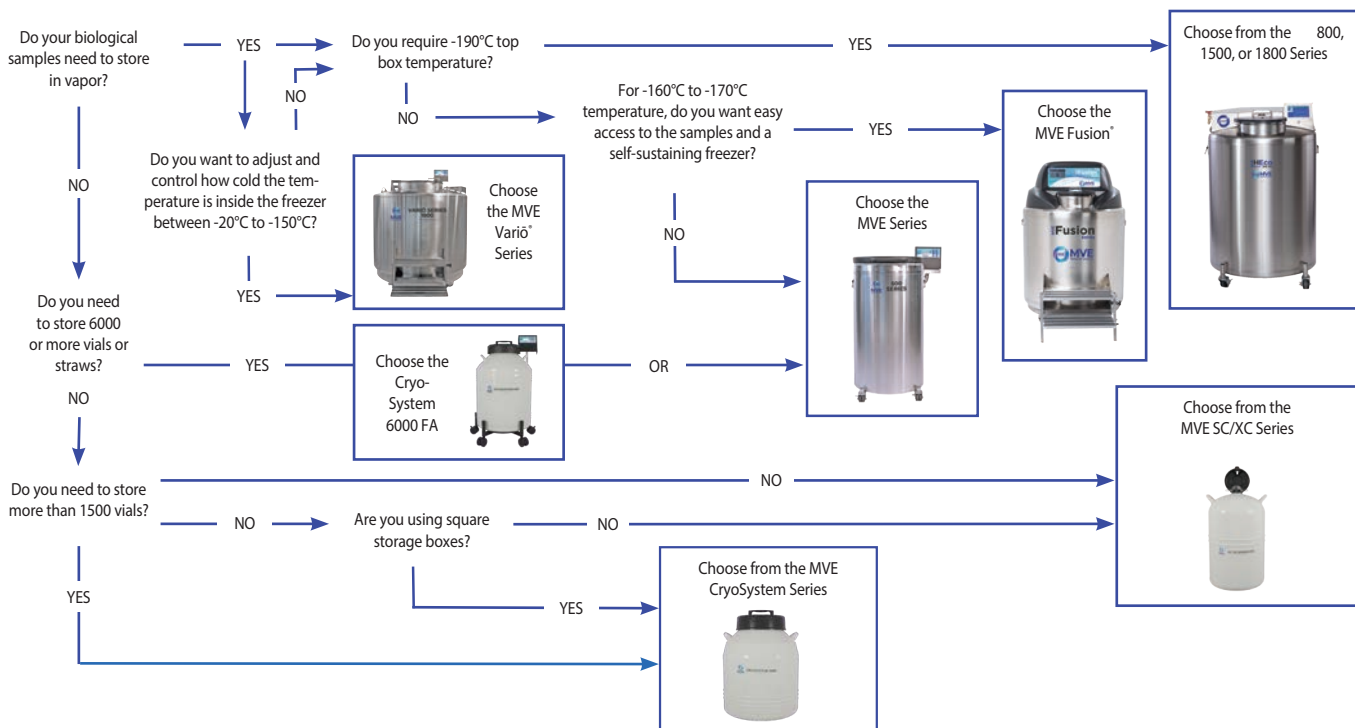 Do your biological
samples need to store
in vapor?
YES
Do you require -190°C top
box temperature?
YES
Choose from the 800,
1500, or 1800 Series
NO
NO
For -160°C to -170°C
temperature, do you want easy
access to the samples and a
self-sustaining freezer?
YES
Choose the
MVE Fusion®
Fusion
MVE
NO
Do you want to adjust and
control how cold the tem-
perature is inside the freezer
between -20°C to -150°C?
YES
Choose
the MVE
Variō®
Series
MVE
VARIŌ SERIES
NO
Choose the
MVE Series
SERIES
Do you need
to store 6000
or more vials or
straws?
YES
Choose the
Cryo-
System
6000 FA
OR
NO
Choose from the
MVE SC/XC Series
Do you need to store
more than 1500 vials?
NO
NO
Are you using square
storage boxes?
NO
YES
YES
Choose from the MVE
CryoSystem Series